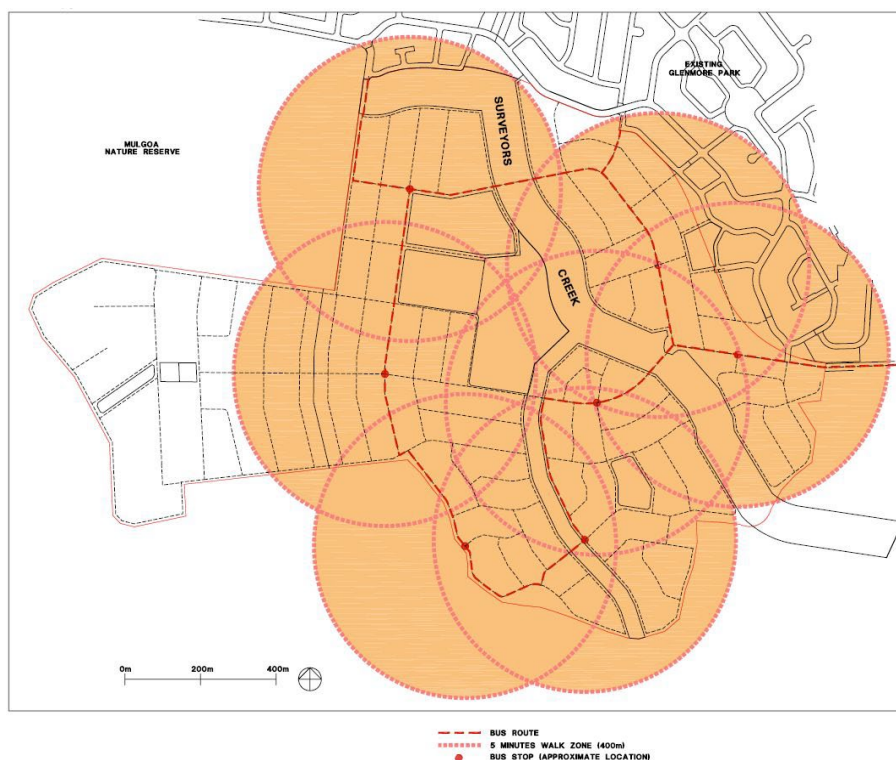 EXISTING
GLENMORE PARK
SURVEYORS
MULGOA
NATURE RESERVE
CREEK
0m 200m 400m
BUS ROUTE
5 MINUTES WALK ZONE (400m)
BUS STOP (APPROXIMATE LOCATION)